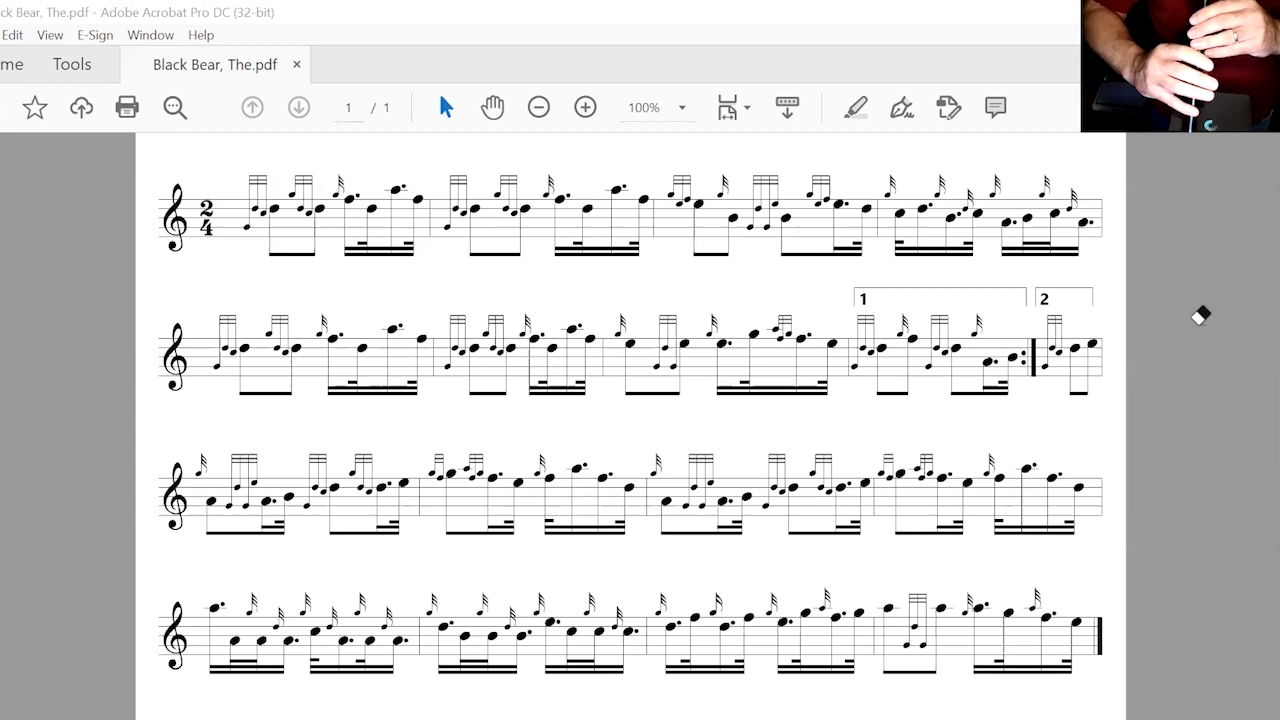 ck Bear, The.pdf - Adobe Acrobat Pro DC (32-bit)
Edit View E-Sign Window Help
me Tools Black Bear, The.pdf ×
1 / 1 100%
2
4
1 2